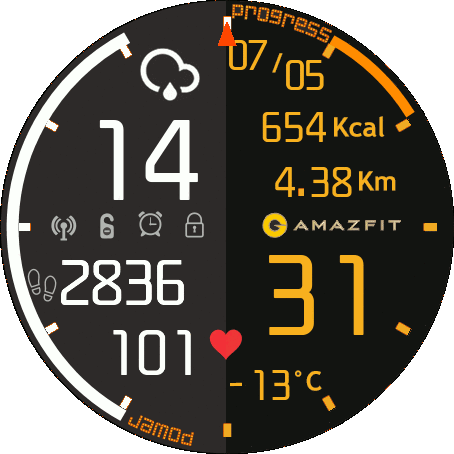 progress
07/05
654 Kcal
14
4.38 Km
AMAZFIT
2836
31
101
-13°C
power